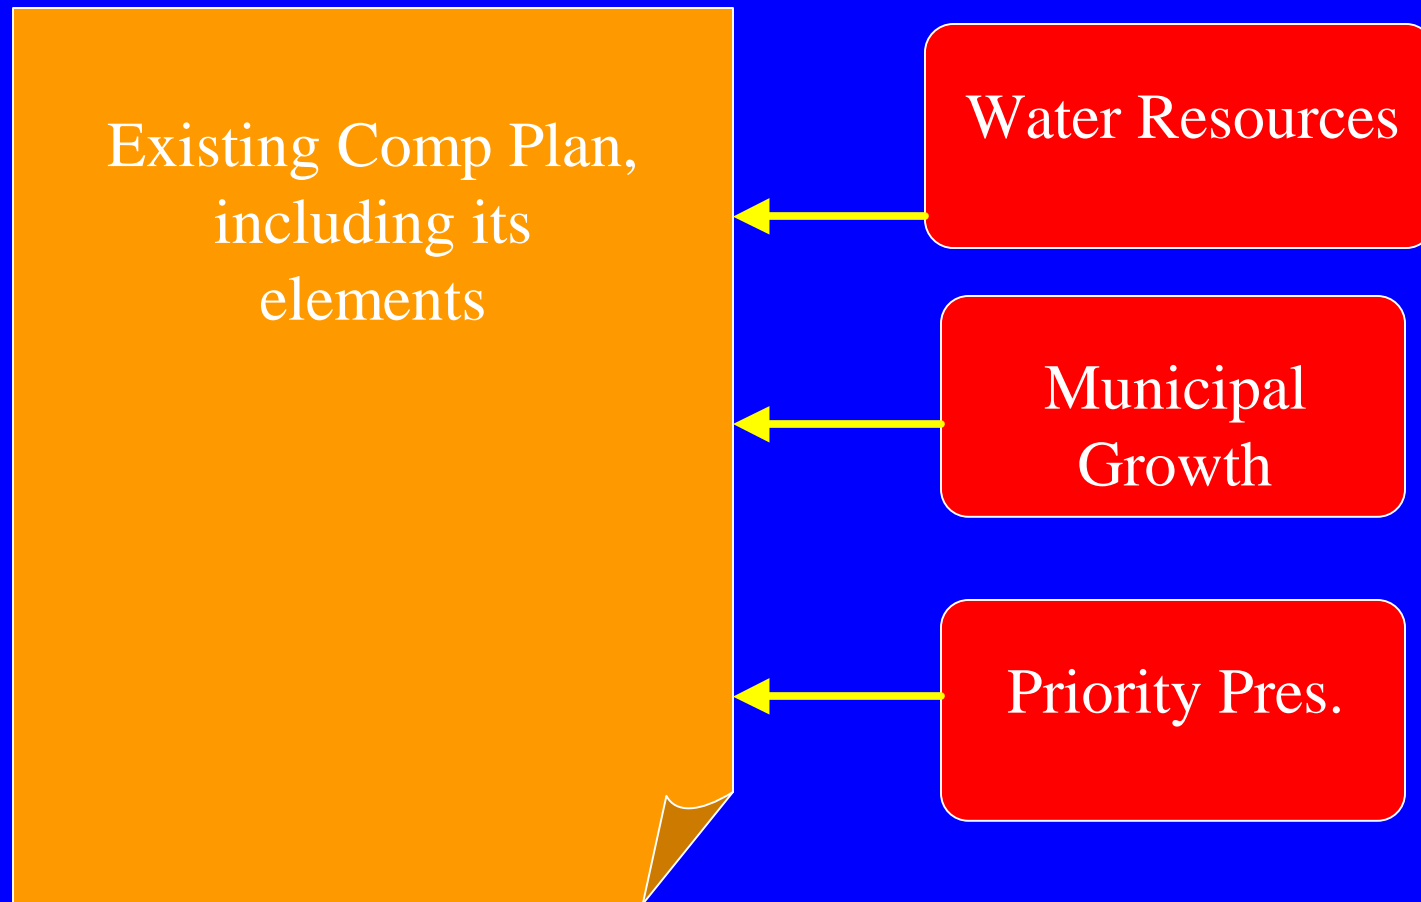 Existing Comp Plan,
including its
elements
Water Resources
Municipal
Growth
Priority Pres.